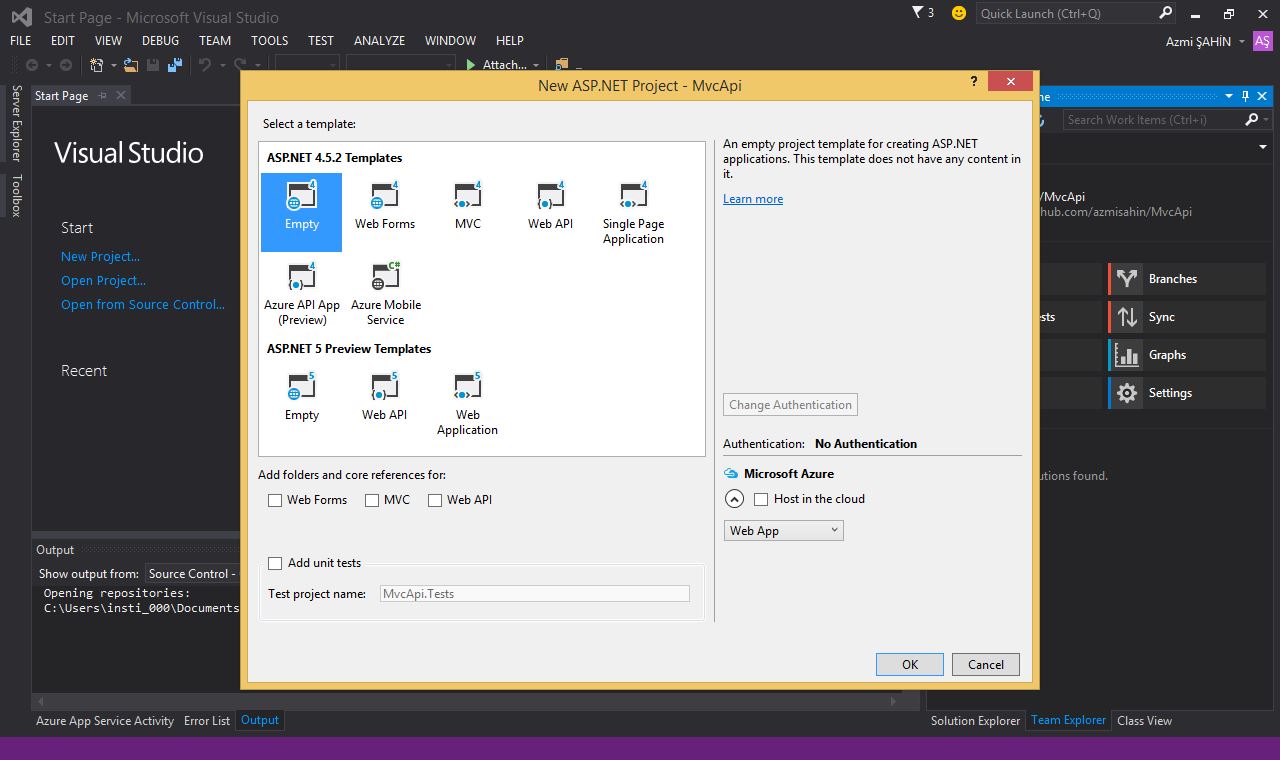 Start Page - Microsoft Visual Studio
3
Quick Launch (Ctrl+Q)
FILE EDIT VIEW DEBUG TEAM TOOLS TEST ANALYZE WINDOW HELP
Azmi ŞAHİN
AŞ
Attach...
Server Explorer
Toolbox
Start Page
Visual Studio
Start
New Project...
Open Project...
Open from Source Control...
Recent
New ASP.NET Project - MvcApi
?
Select a template:
ASP.NET 4.5.2 Templates
4 4 4 4 4
Empty Web Forms MVC Web API Single Page
Application
4 C#
Azure API App Azure Mobile
(Preview) Service
ASP.NET 5 Preview Templates
5 5 5
Empty Web API Web
Application
Add folders and core references for:
Web Forms MVC Web API
Add unit tests
Test project name: MvcApi.Tests
An empty project template for creating ASP.NET
applications. This template does not have any content in
it.
Learn more
Change Authentication
Authentication: No Authentication
Microsoft Azure
Host in the cloud
Web App
OK Cancel
Search Work Items (Ctrl+i)
/MvcApi
hub.com/azmisahin/MvcApi
Branches
Sync
Graphs
Settings
found.
Output
Show output from: Source Control -
Opening repositories:
C:\Users\insti_000\Documents
Azure App Service Activity Error List Output
Solution Explorer Team Explorer Class View